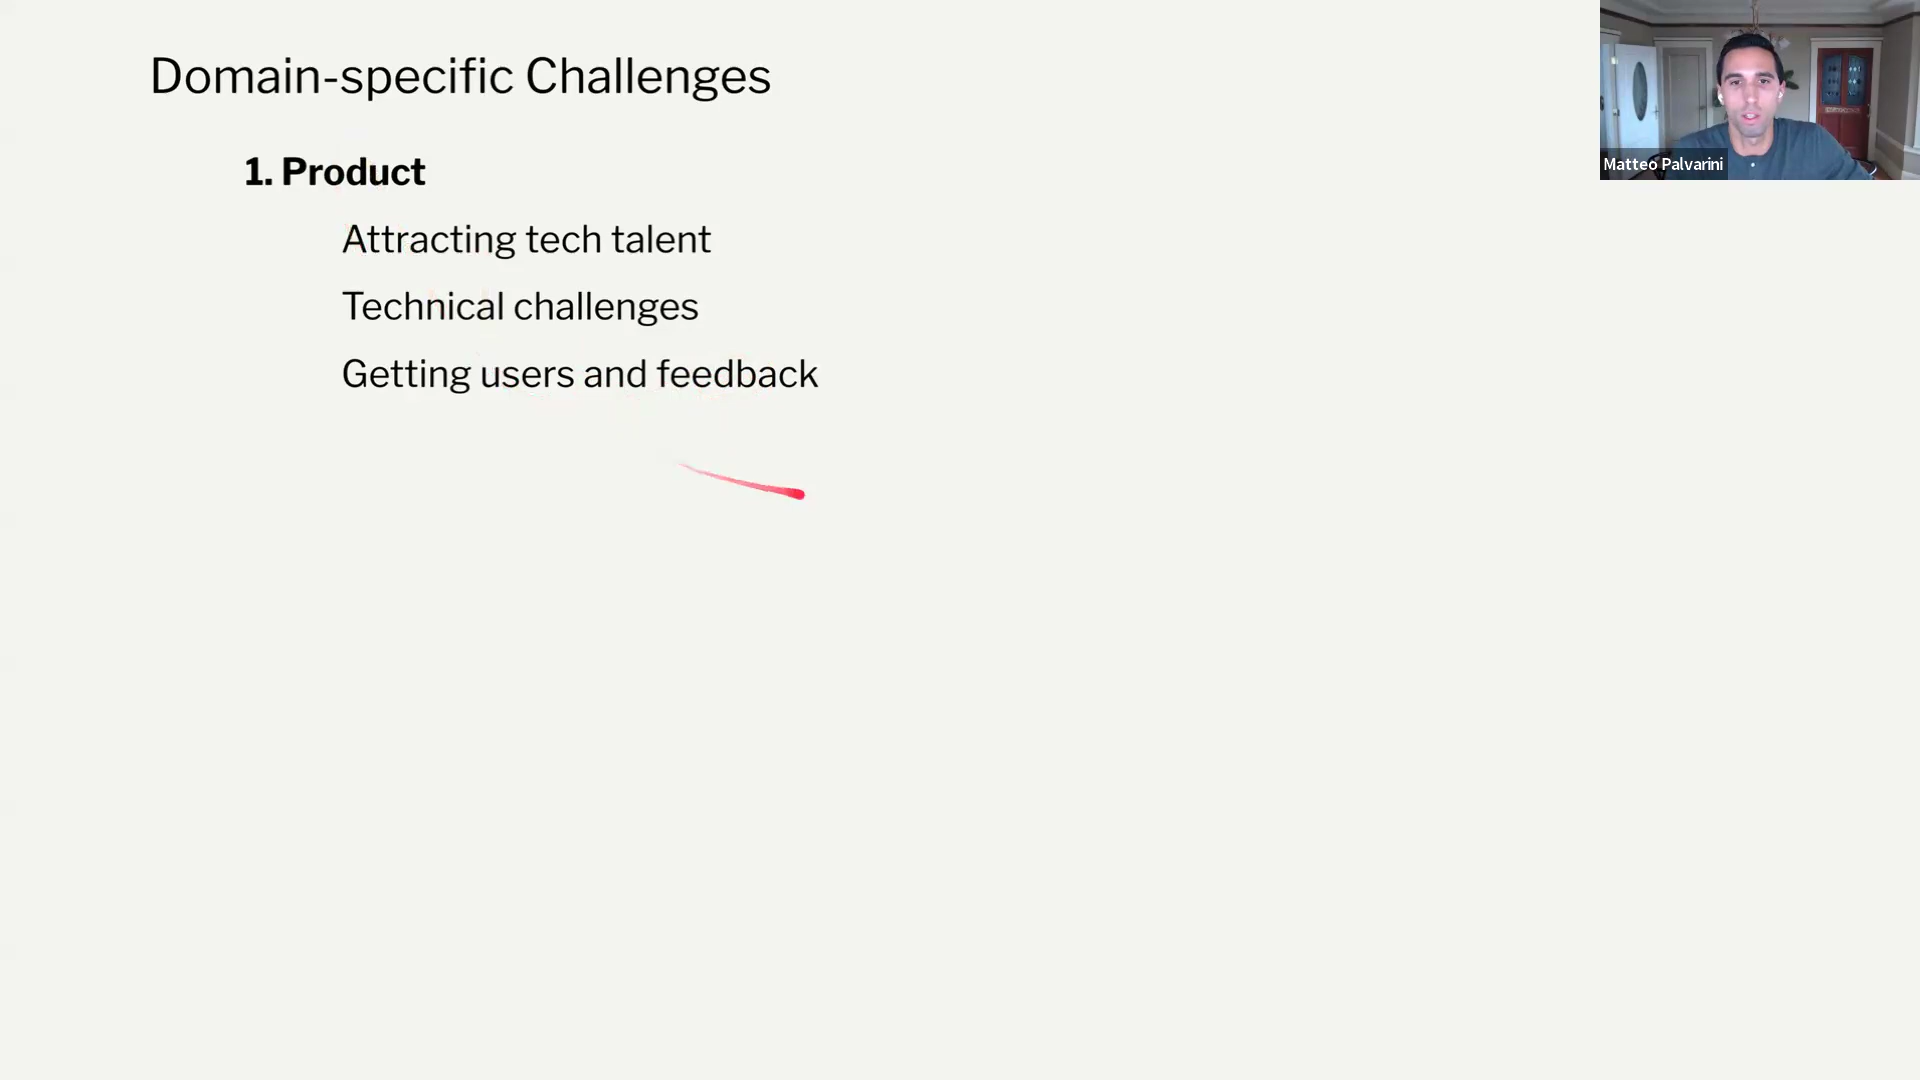 Domain-specific Challenges
1. Product
Attracting tech talent
Technical challenges
Getting users and feedback
Matteo Palvarini